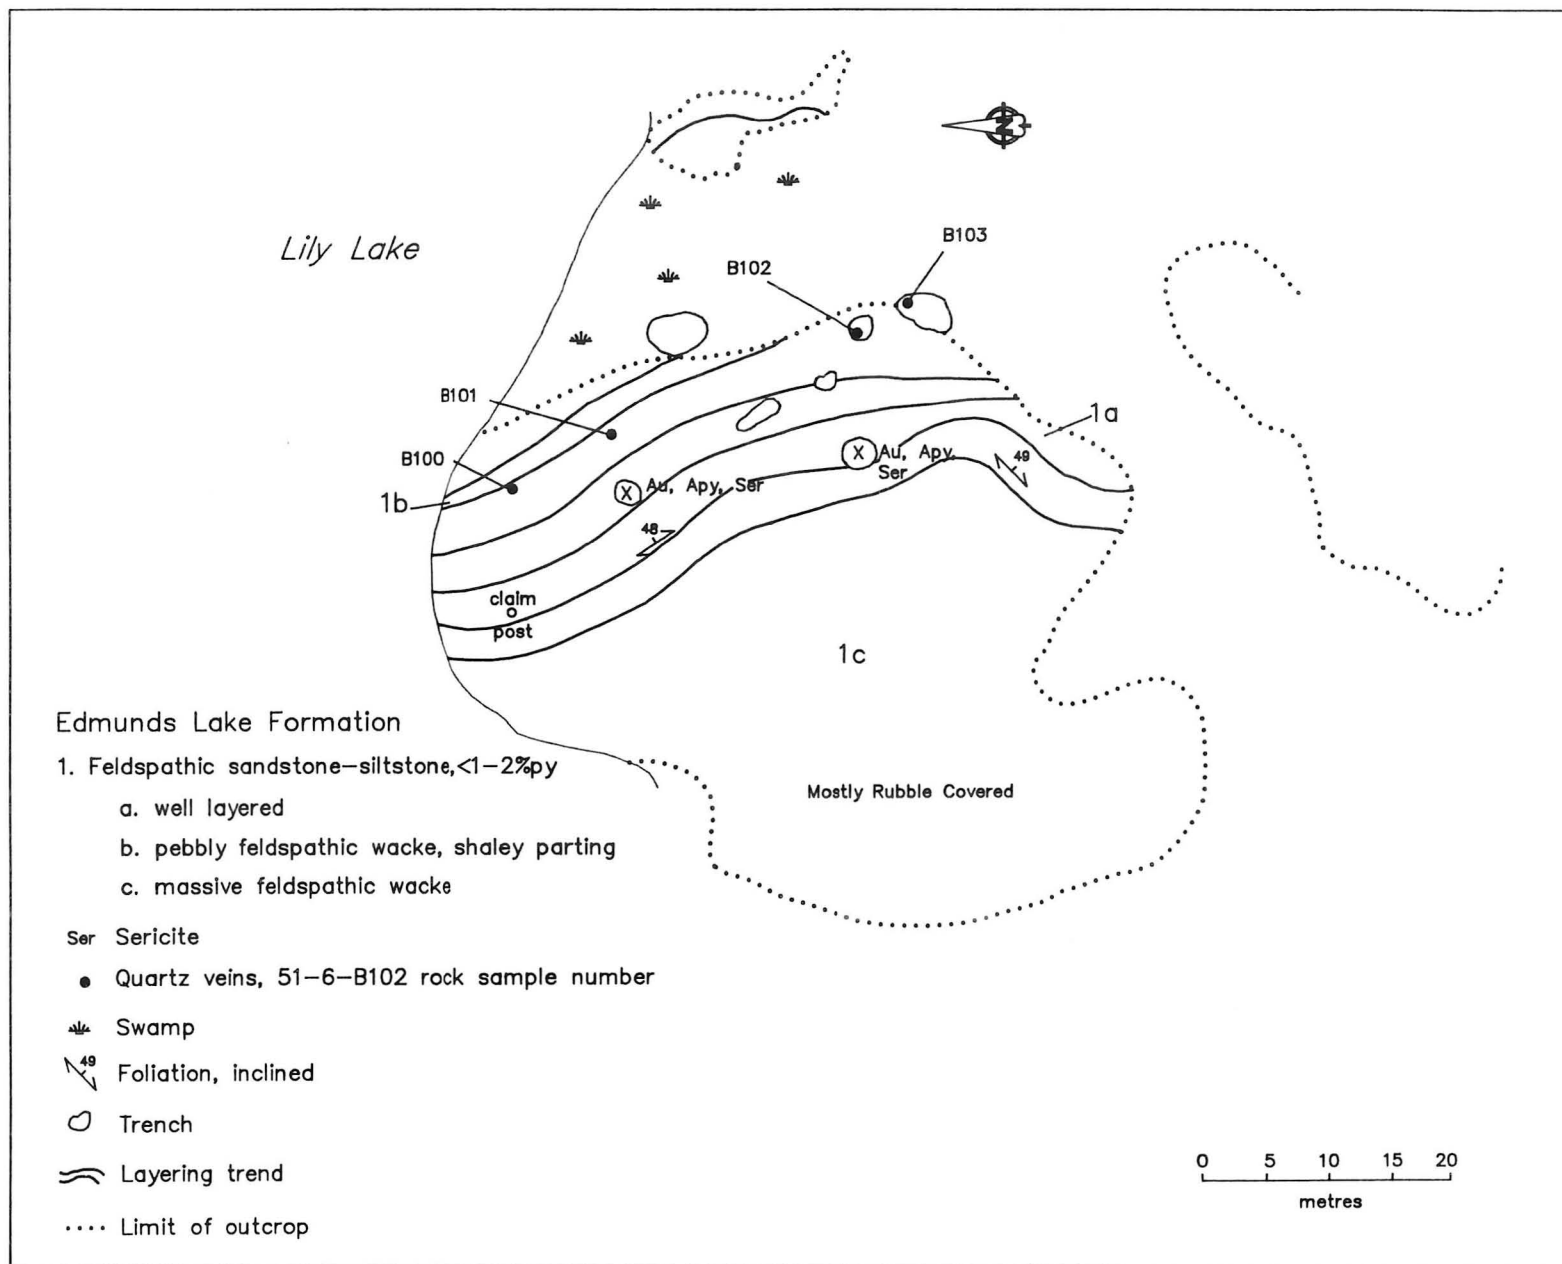 N
Lily Lake
B103
B102
B101
1a
B100
Au, Apy,
Ser
49
1b
X
X
Au, Apy, Ser
48
claim
post
1c
Edmunds Lake Formation
1. Feldspathic sandstone–siltstone,<1–2%py
Mostly Rubble Covered
a. well layered
b. pebbly feldspathic wacke, shaley parting
c. massive feldspathic wacke
Ser Sericite
Quartz veins, 51–6–B102 rock sample number
Swamp
49
Foliation, inclined
Trench
0 5 10 15 20
Layering trend
metres
Limit of outcrop